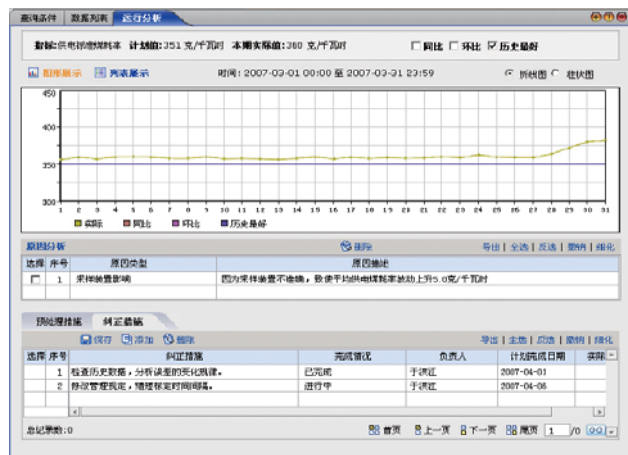 查询条件 数据列表 运行分析
指标:供电标准煤耗率 计划值:351 克/千瓦时 本期实际值:360 克/千瓦时 同比 环比 历史最好
图形展示 列表展示 时间:2007-03-01 00:00 至 2007-03-31 23:59 折线图 柱状图
450
400
350
300
1 2 3 4 5 6 7 8 9 10 11 12 13 14 15 16 17 18 19 20 21 22 23 24 25 26 27 28 29 30 31
实际 同比 环比 历史最好
原因分析 删除 导出 | 全选 | 反选 | 撤销 | 细化
选择 序号 原因类型 原因描述
1 采样装置影响 因为采样装置不准确,致使平均供电煤耗率波动上升5.0克/千瓦时
预处理措施 纠正措施
保存 添加 删除 导出 | 全选 | 反选 | 撤销 | 细化
选择 序号 纠正措施 完成情况 负责人 计划完成日期 实际
1 检查历史数据,分析误差的变化规律。 已完成 于洪江 2007-04-01
2 修改管理规定,缩短标定时间间隔。 进行中 于洪江 2007-04-06
总记录数:0 首页 上一页 下一页 尾页 1 /0 GO